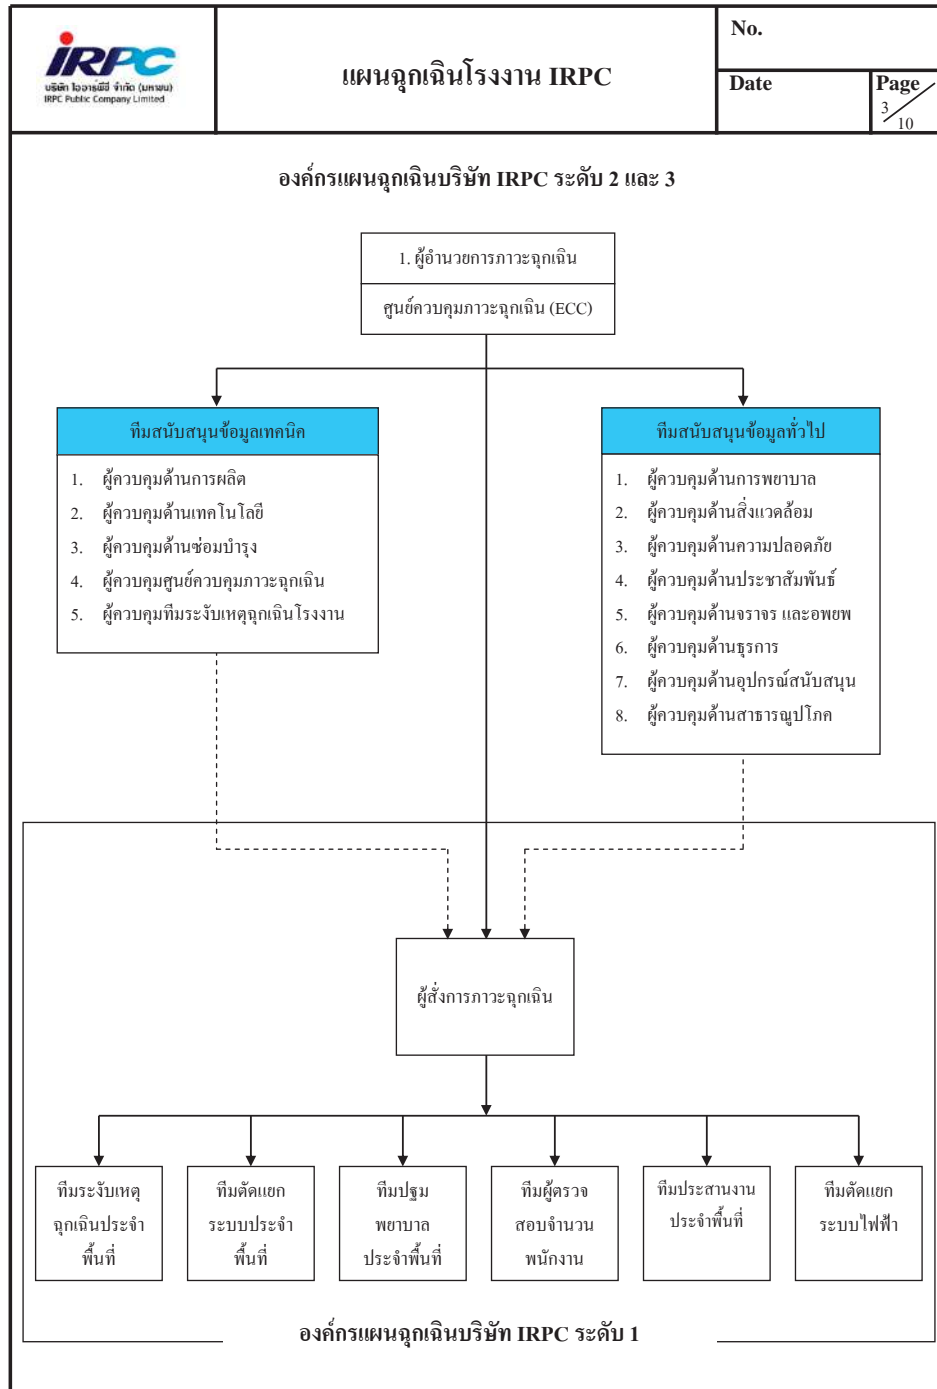 iRPC
บริษัท ไออาร์พีซี จำกัด (มหาชน)
IRPC Public Company Limited
แผนฉุกเฉินโรงงาน IRPC
No.
Date
Page
3
10
องค์กรแผนฉุกเฉินบริษัท IRPC ระดับ 2 และ 3
1. ผู้อำนวยการภาวะฉุกเฉิน
ศูนย์ควบคุมภาวะฉุกเฉิน (ECC)
ทีมสนับสนุนข้อมูลเทคนิค
1. ผู้ควบคุมด้านการผลิต
2. ผู้ควบคุมด้านเทคโนโลยี
3. ผู้ควบคุมด้านซ่อมบำรุง
4. ผู้ควบคุมศูนย์ควบคุมภาวะฉุกเฉิน
5. ผู้ควบคุมทีมระงับเหตุฉุกเฉินโรงงาน
ทีมสนับสนุนข้อมูลทั่วไป
1. ผู้ควบคุมด้านการพยาบาล
2. ผู้ควบคุมด้านสิ่งแวดล้อม
3. ผู้ควบคุมด้านความปลอดภัย
4. ผู้ควบคุมด้านประชาสัมพันธ์
5. ผู้ควบคุมด้านจราจร และอพยพ
6. ผู้ควบคุมด้านธุรการ
7. ผู้ควบคุมด้านอุปกรณ์สนับสนุน
8. ผู้ควบคุมด้านสาธารณูปโภค
ผู้สั่งการภาวะฉุกเฉิน
ทีมระงับเหตุ
ฉุกเฉินประจำ
พื้นที่
ทีมตัดแยก
ระบบประจำ
พื้นที่
ทีมปฐม
พยาบาล
ประจำพื้นที่
ทีมผู้ตรวจ
สอบจำนวน
พนักงาน
ทีมประสานงาน
ประจำพื้นที่
ทีมตัดแยก
ระบบไฟฟ้า
องค์กรแผนฉุกเฉินบริษัท IRPC ระดับ 1